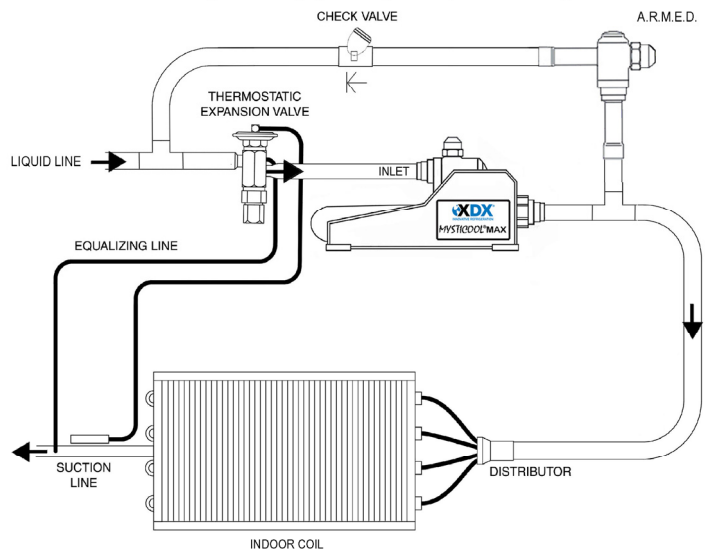 CHECK VALVE
A.R.M.E.D.
THERMOSTATIC
EXPANSION VALVE
LIQUID LINE
INLET
XDX
MYSTICOOL MAX
EQUALIZING LINE
SUCTION
LINE
DISTRIBUTOR
INDOOR COIL